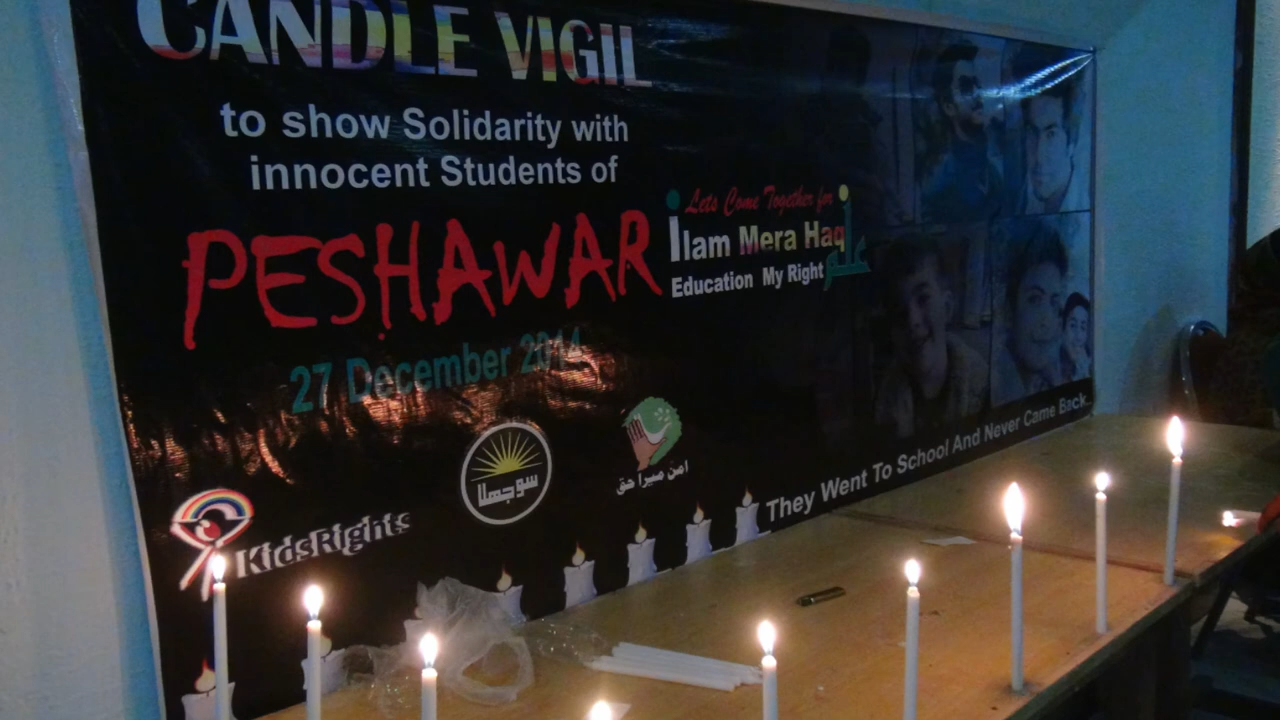 CANDLE VIGIL
to show Solidarity with
innocent Students of
PESHAWAR
Lets Come Together for
ilam Mera Haq
علم
Education My Right
27 December 2014
سوجھلا
امن میرا حق
KidsRights
They Went To School And Never Came Back..